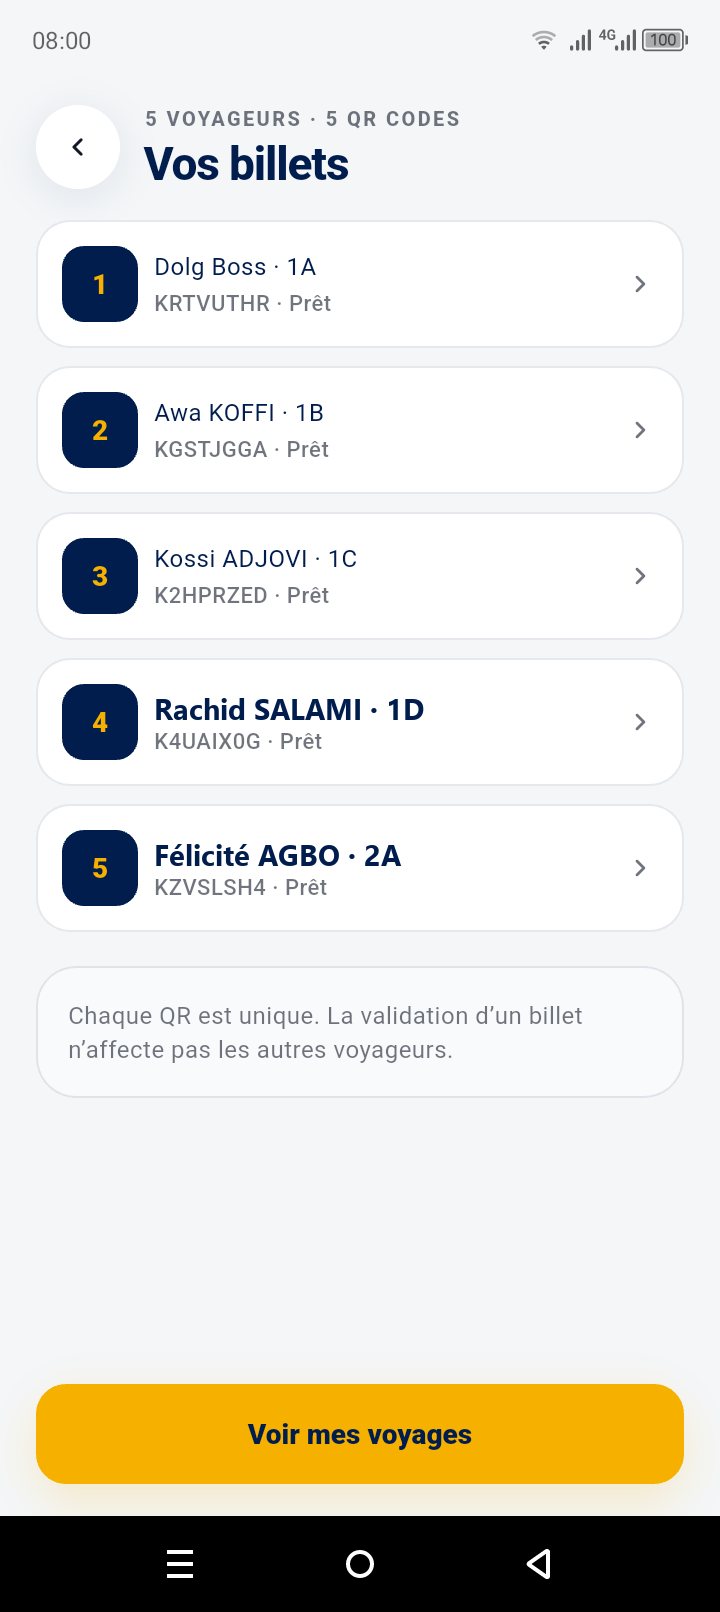 08:00
4G
100
5 VOYAGEURS · 5 QR CODES
Vos billets
1
Dolg Boss · 1A
KRTVUTHR · Prêt
2
Awa KOFFI · 1B
KGSTJGGA · Prêt
3
Kossi ADJOVI · 1C
K2HPRZED · Prêt
4
Rachid SALAMI · 1D
K4UAIX0G · Prêt
5
Félicité AGBO · 2A
KZVSLSH4 · Prêt
Chaque QR est unique. La validation d’un billet
n’affecte pas les autres voyageurs.
Voir mes voyages